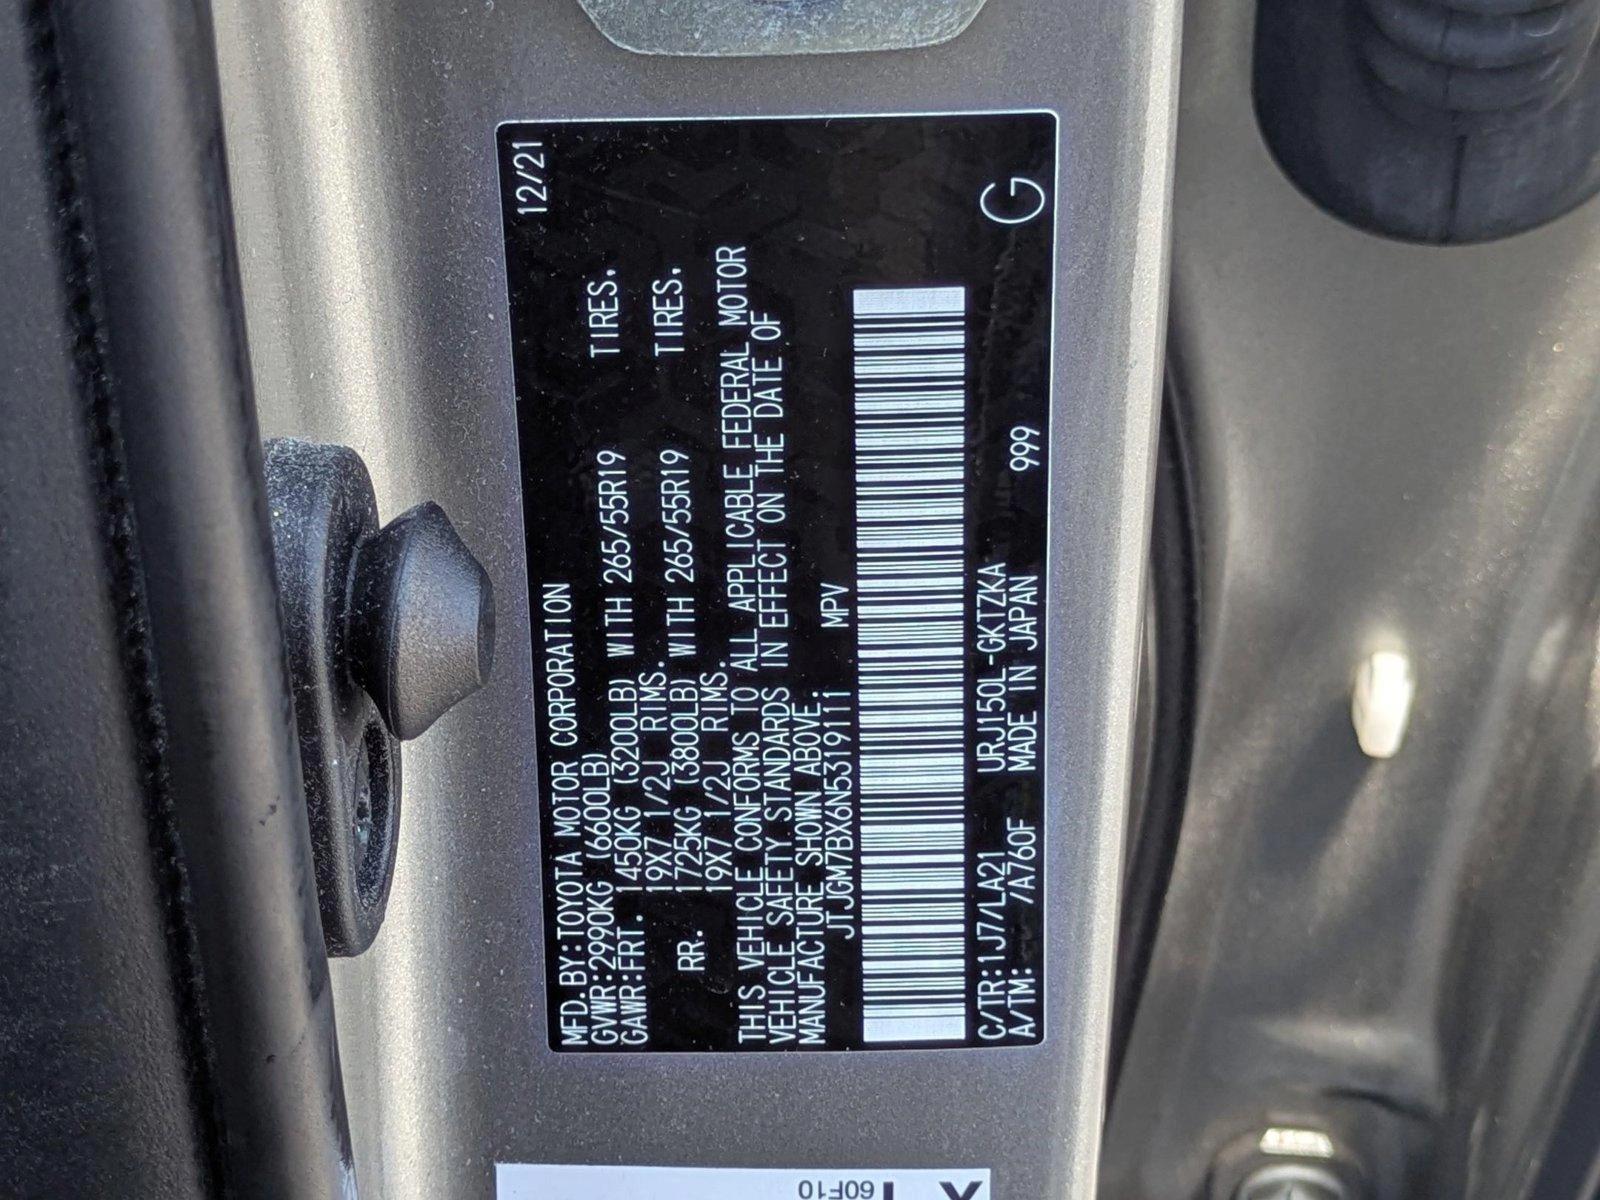 MFD.BY:TOYOTA MOTOR CORPORATION 12/21
GVWR:2990KG (6600LB)
GAWR:FRT. 1450KG (3200LB) WITH 265/55R19 TIRES.
19X7 1/2J RIMS.
RR. 1725KG (3800LB) WITH 265/55R19 TIRES.
19X7 1/2J RIMS.
THIS VEHICLE CONFORMS TO ALL APPLICABLE FEDERAL MOTOR
VEHICLE SAFETY STANDARDS IN EFFECT ON THE DATE OF
MANUFACTURE SHOWN ABOVE:
JTJGM7BX6N5319111 MPV
C/TR:1J7/LA21 URJ150L-GKTZKA
A/TM: /A760F MADE IN JAPAN 999 G
60F10